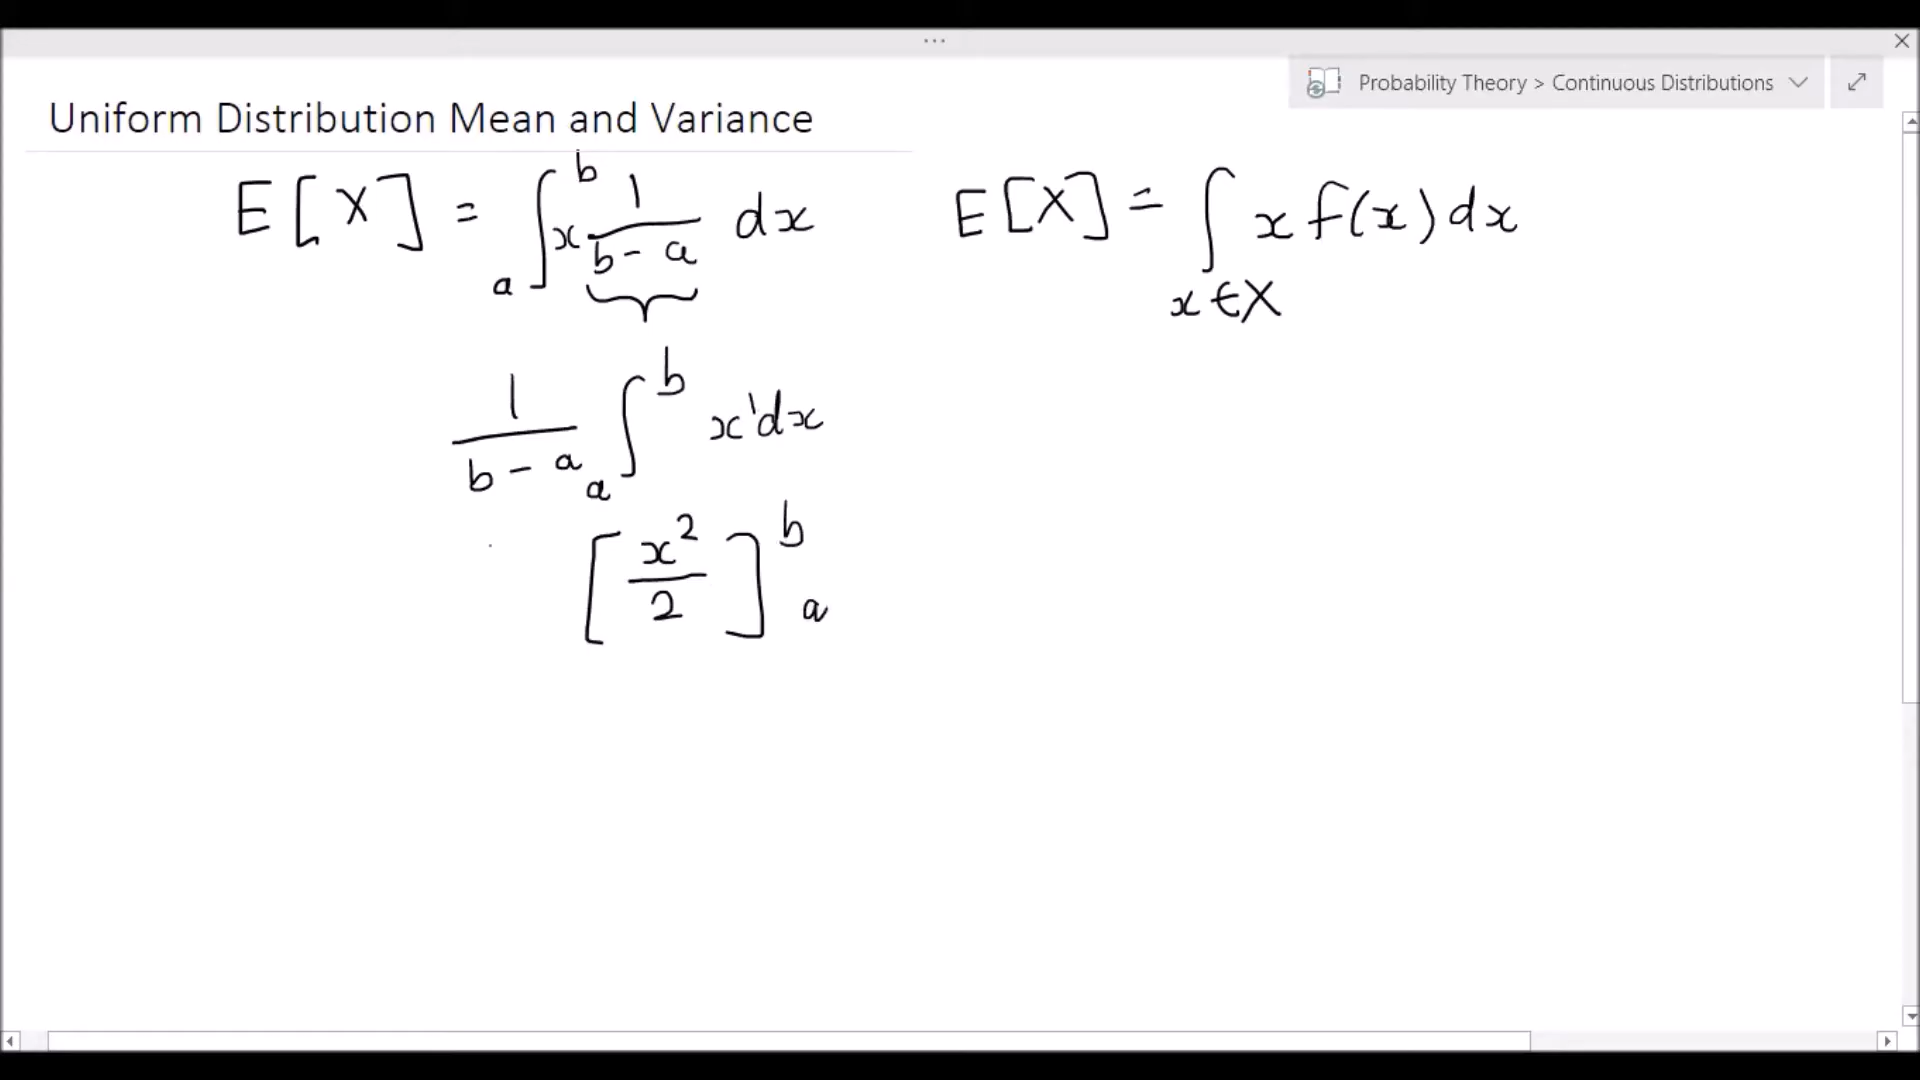 ...
Probability Theory > Continuous Distributions
Uniform Distribution Mean and Variance
E[X] = ∫_a^b x 1/(b-a) dx
E[X] = ∫_{x∈X} x f(x) dx
1/(b-a) ∫_a^b x^1 dx
[x^2/2]_a^b